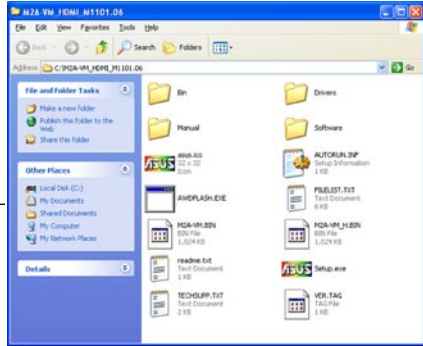 M2A-VM_HDMI_M1101.06
File Edit View Favorites Tools Help
Back Search Folders
Address C:\M2A-VM_HDMI_M1101.06 Go
File and Folder Tasks
Make a new folder
Publish this folder to the Web
Share this folder
Other Places
Local Disk (C:)
My Documents
Shared Documents
My Computer
My Network Places
Details
Bin
Drivers
Manual
Software
asus.ico
32 x 32
Icon
AUTORUN.INF
Setup Information
1 KB
AWDFLASH.EXE
FILELIST.TXT
Text Document
6 KB
M2A-VM.BIN
BIN File
1,024 KB
M2A-VM_H.BIN
BIN File
1,024 KB
readme.txt
Text Document
1 KB
Setup.exe
TECHSUPP.TXT
Text Document
2 KB
VER.TAG
TAG File
1 KB